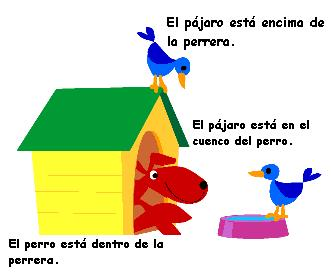 El pájaro está encima de
la perrera.
El pájaro está en el
cuenco del perro.
El perro está dentro de la
perrera.